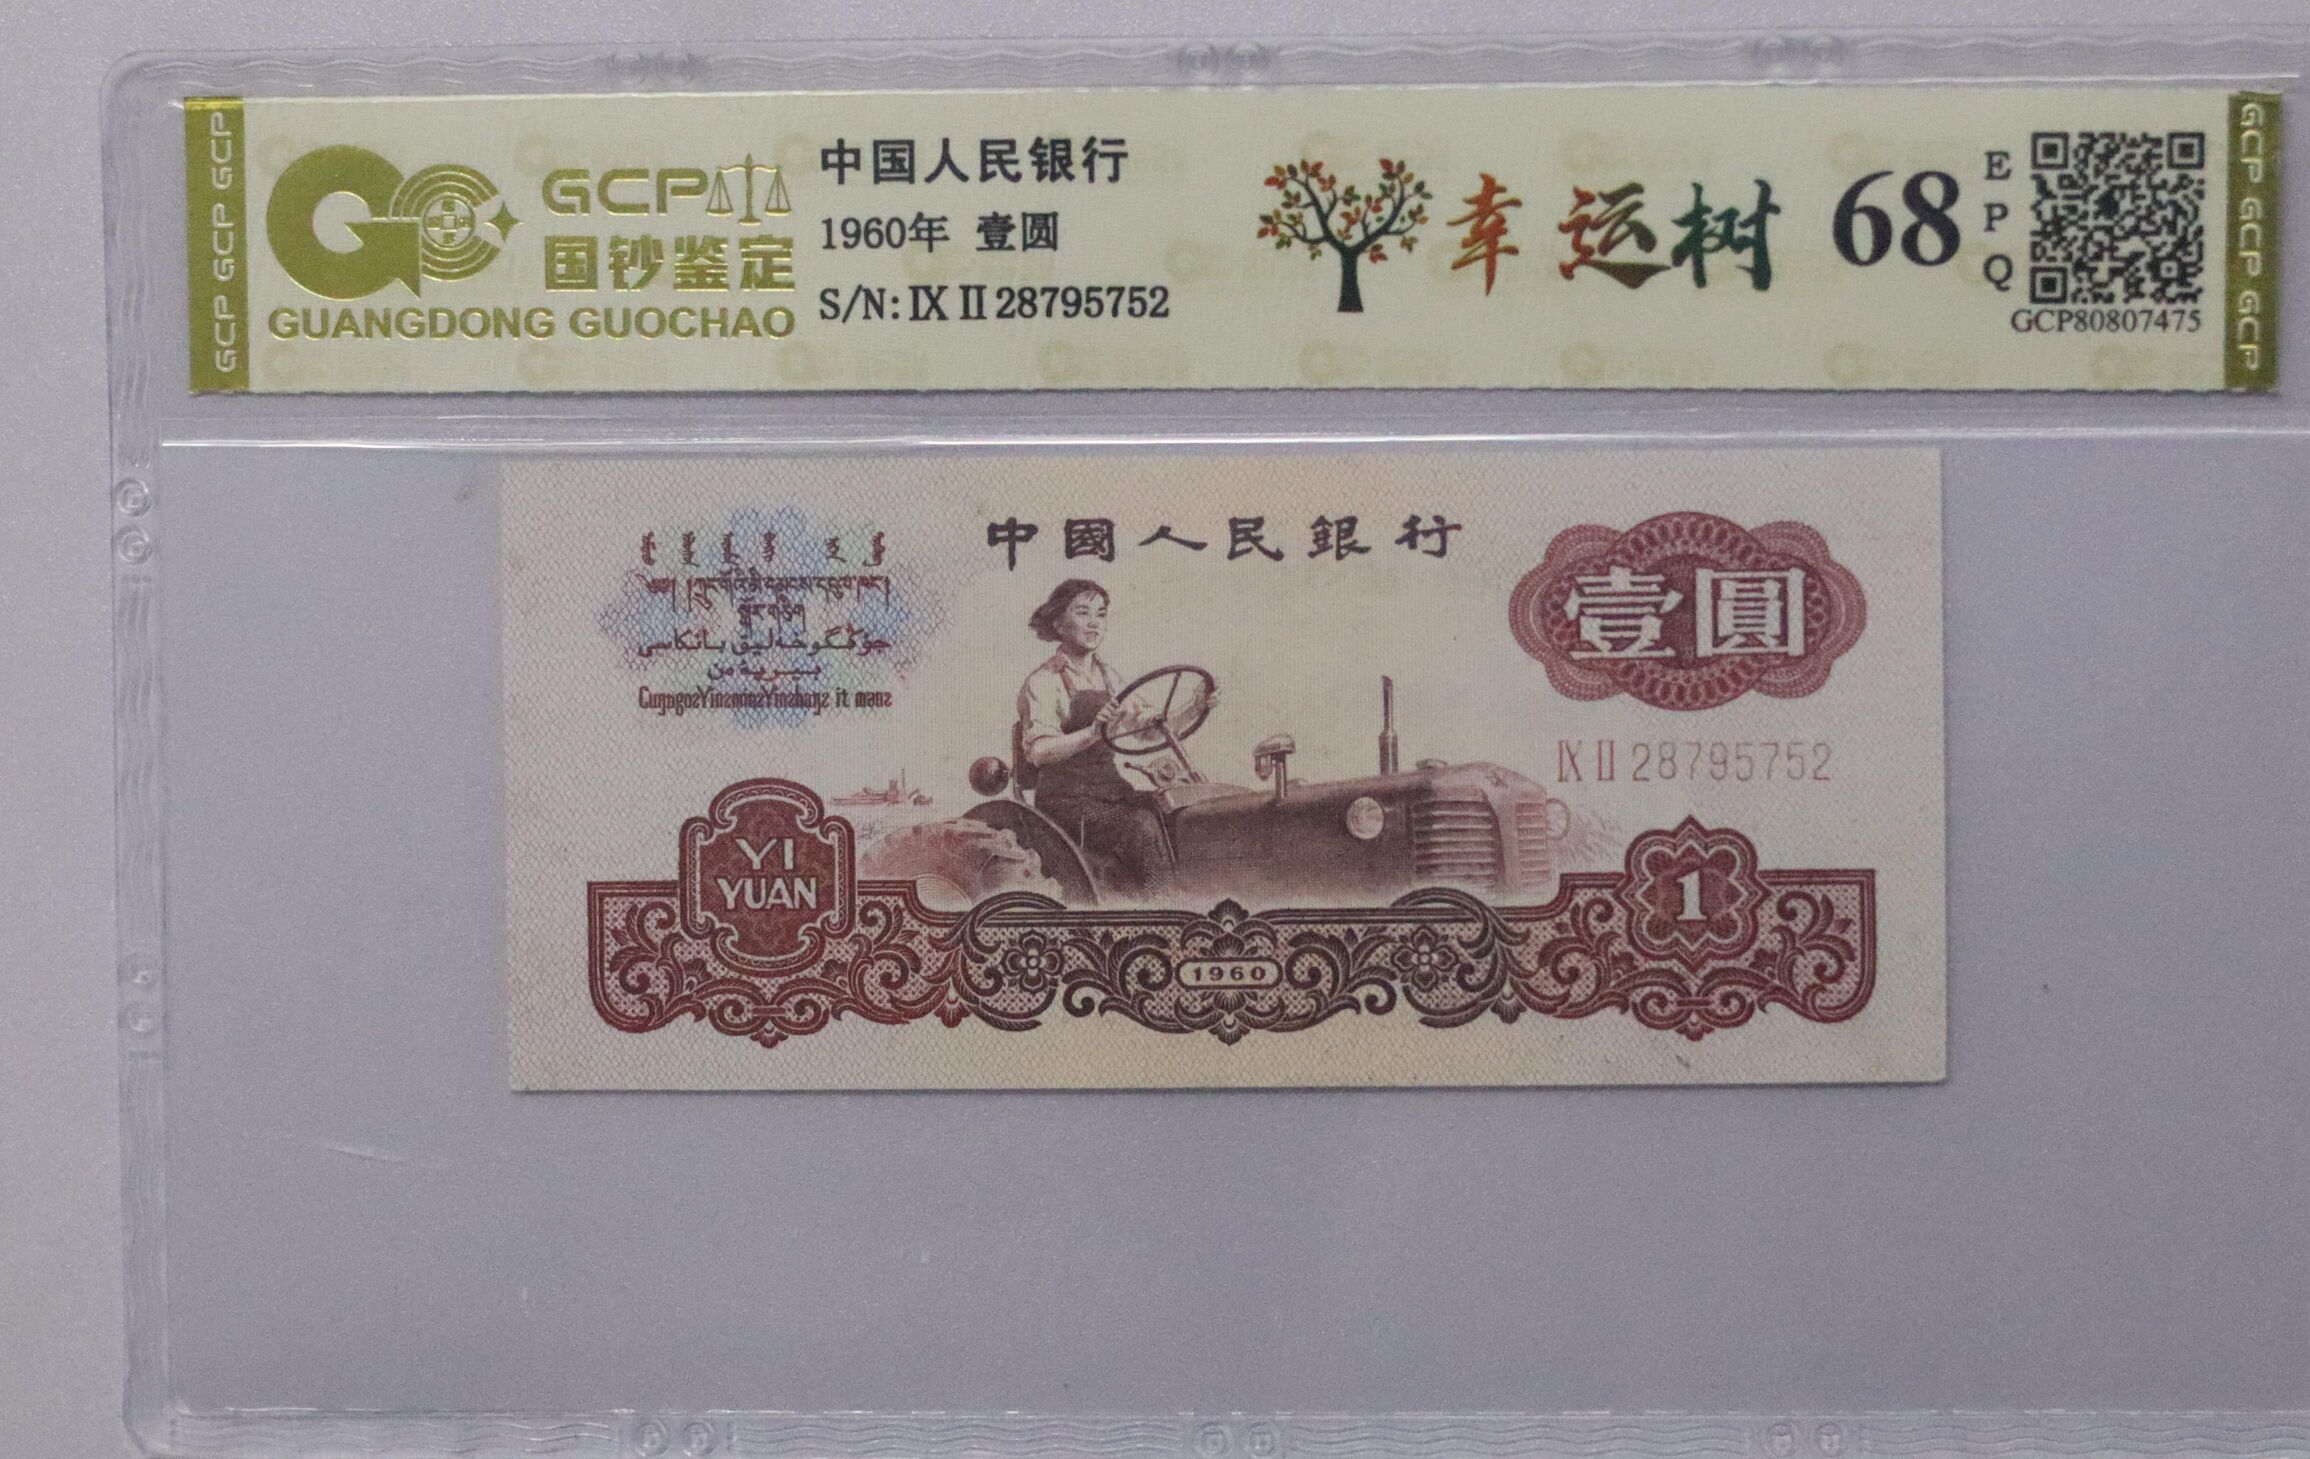 GCP GCP GCP
GCP
国钞鉴定
GUANGDONG GUOCHAO
中国人民银行
1960年 壹圆
S/N: IX II 28795752
幸运树
68
EPQ
GCP80807475
GCP GCP GCP
中國人民銀行
壹圓
IX II 28795752
YI
YUAN
1960
1